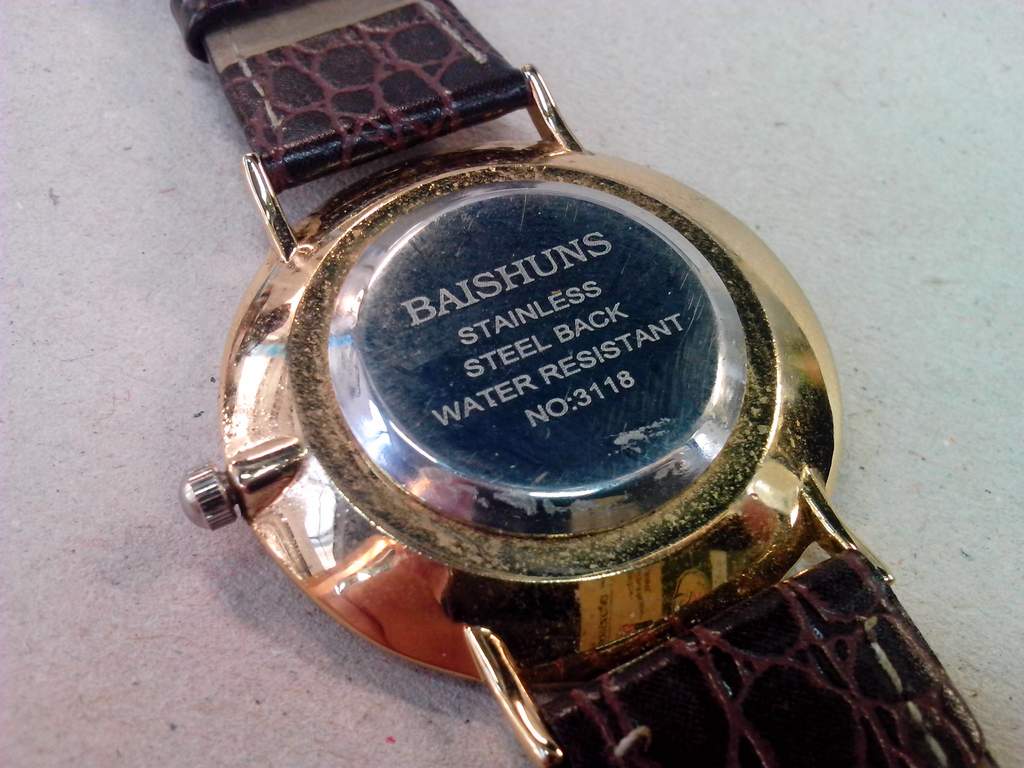 BAISHUNS
STAINLESS
STEEL BACK
WATER RESISTANT
NO:3118